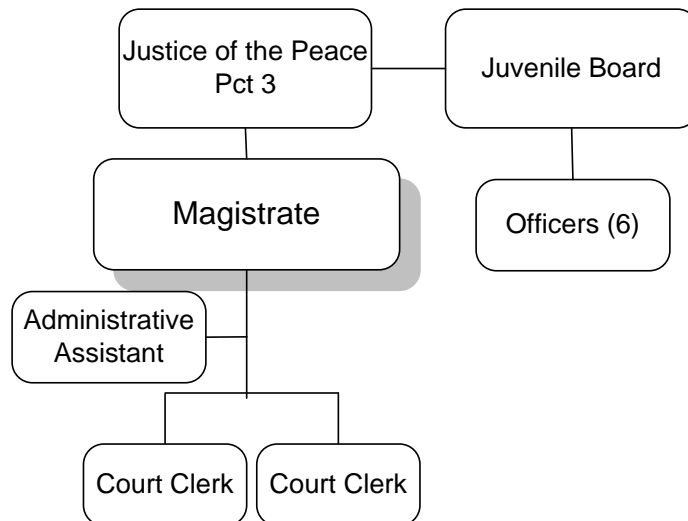 Justice of the Peace
Pct 3
Juvenile Board
Magistrate
Officers (6)
Administrative
Assistant
Court Clerk
Court Clerk